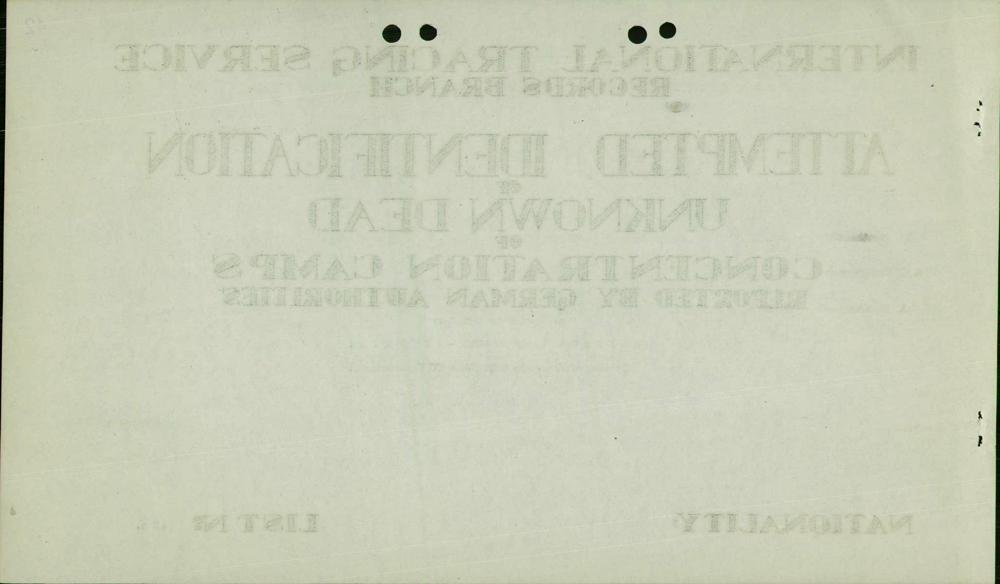 INTERNATIONAL TRACING SERVICE
RECORDS BRANCH
ATTEMPTED IDENTIFICATION
OF
UNKNOWN DEAD
OF
CONCENTRATION CAMPS
REPORTED BY GERMAN AUTHORITIES
NATIONALITY LIST Nº